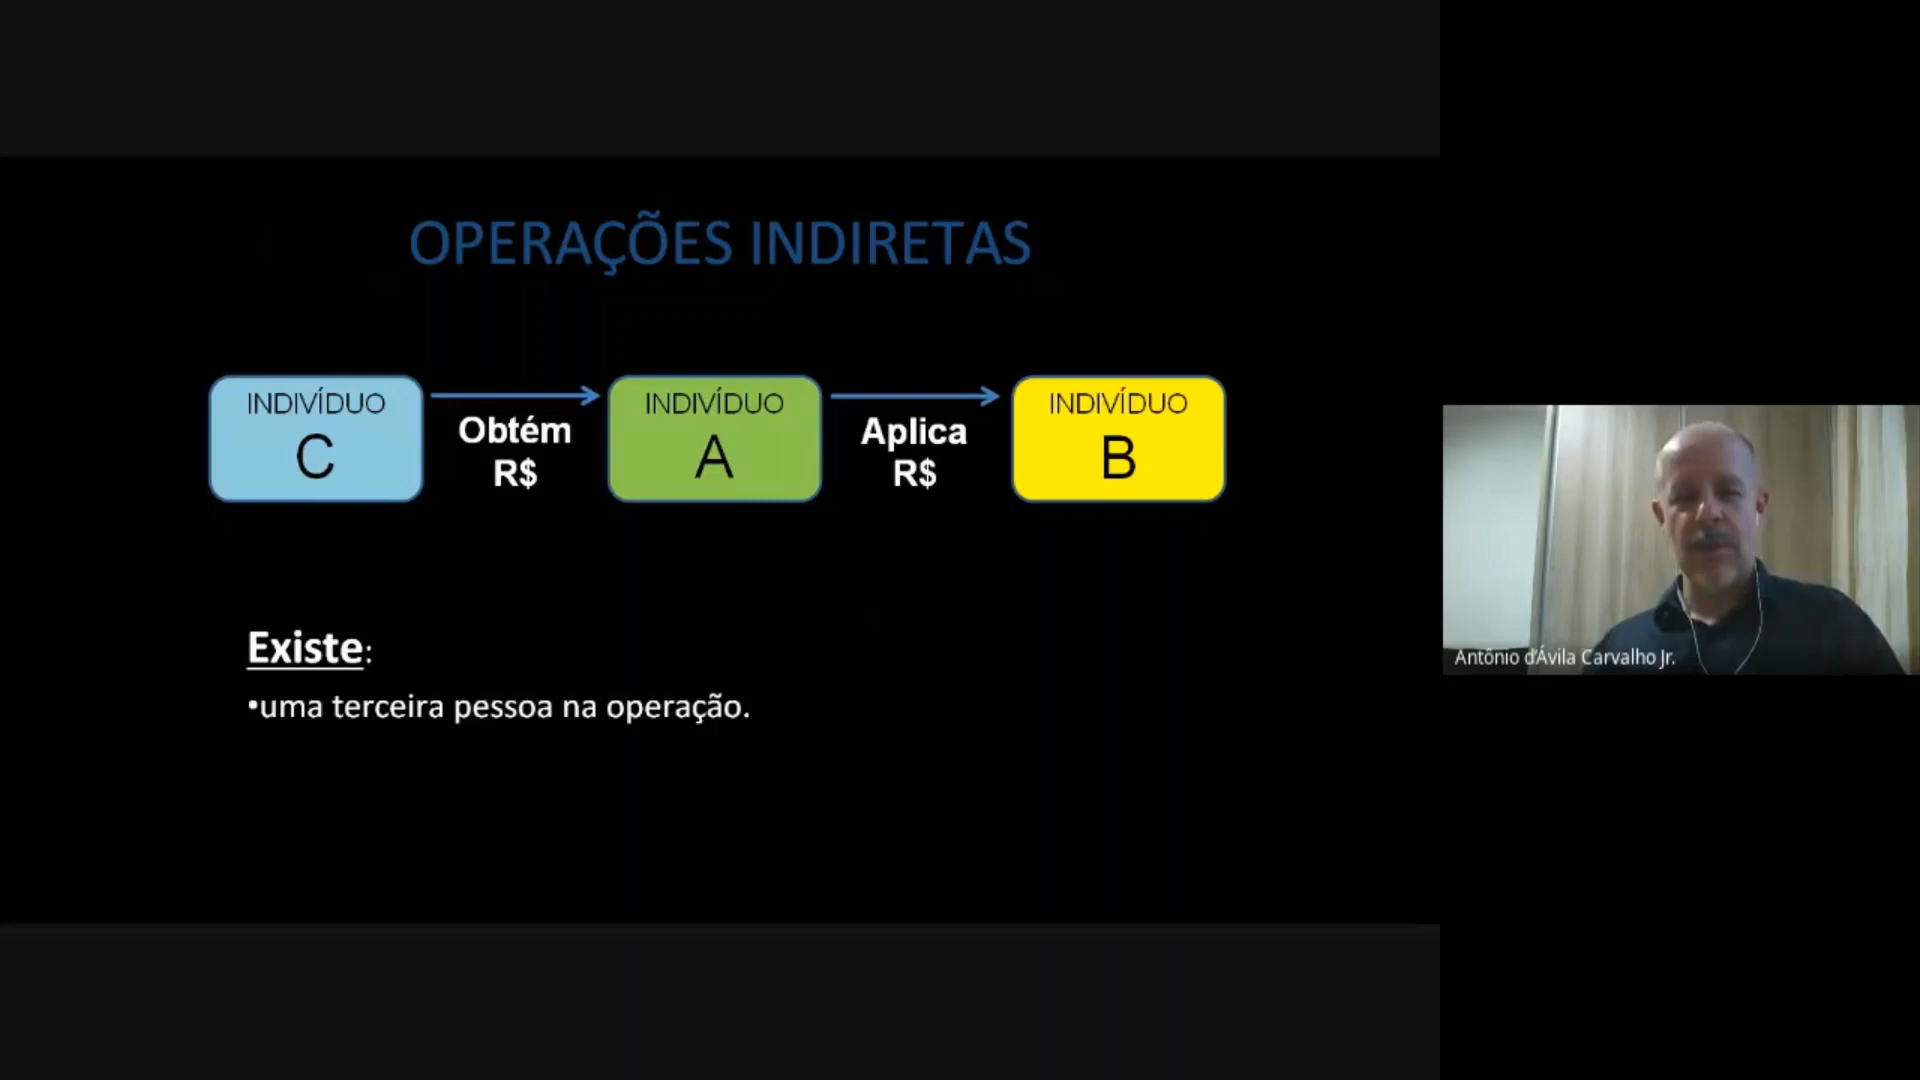 OPERAÇÕES INDIRETAS
INDIVÍDUO
C
Obtém
R$
INDIVÍDUO
A
Aplica
R$
INDIVÍDUO
B
Existe:
•uma terceira pessoa na operação.
Antônio d'Ávila Carvalho Jr.